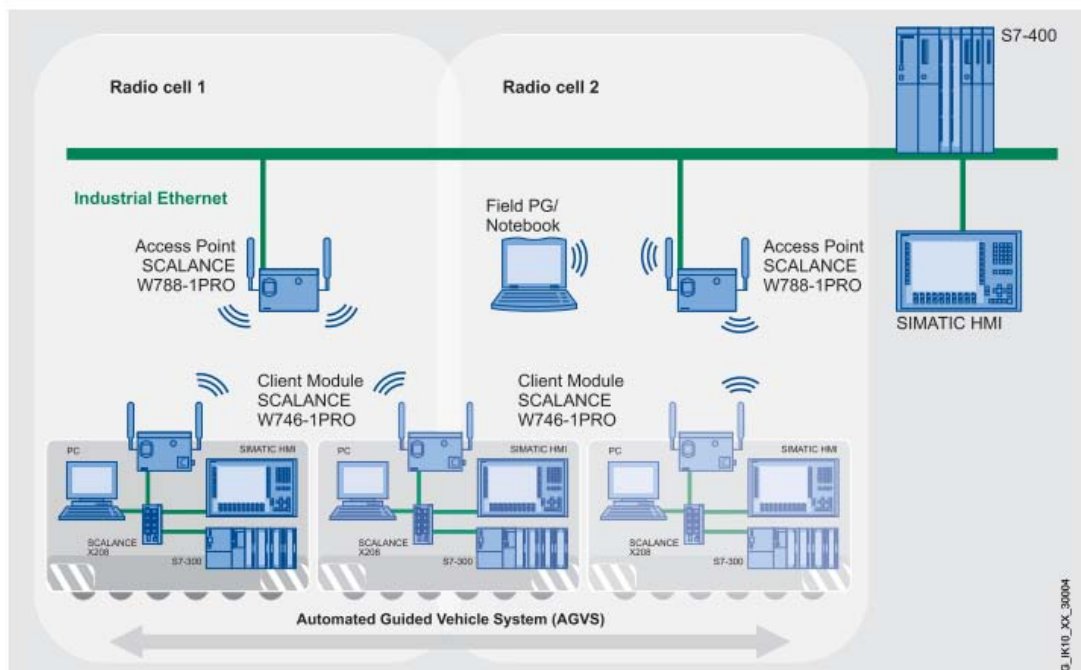 S7-400
Radio cell 1
Radio cell 2
Industrial Ethernet
Field PG/
Notebook
Access Point
SCALANCE
W788-1PRO
Access Point
SCALANCE
W788-1PRO
SIMATIC HMI
Client Module
SCALANCE
W746-1PRO
Client Module
SCALANCE
W746-1PRO
PC
SIMATIC HMI
SCALANCE
X208
S7-300
PC
SIMATIC HMI
SCALANCE
X208
S7-300
PC
SIMATIC HMI
SCALANCE
X208
S7-300
Automated Guided Vehicle System (AGVS)
G_IK10_XX_30004